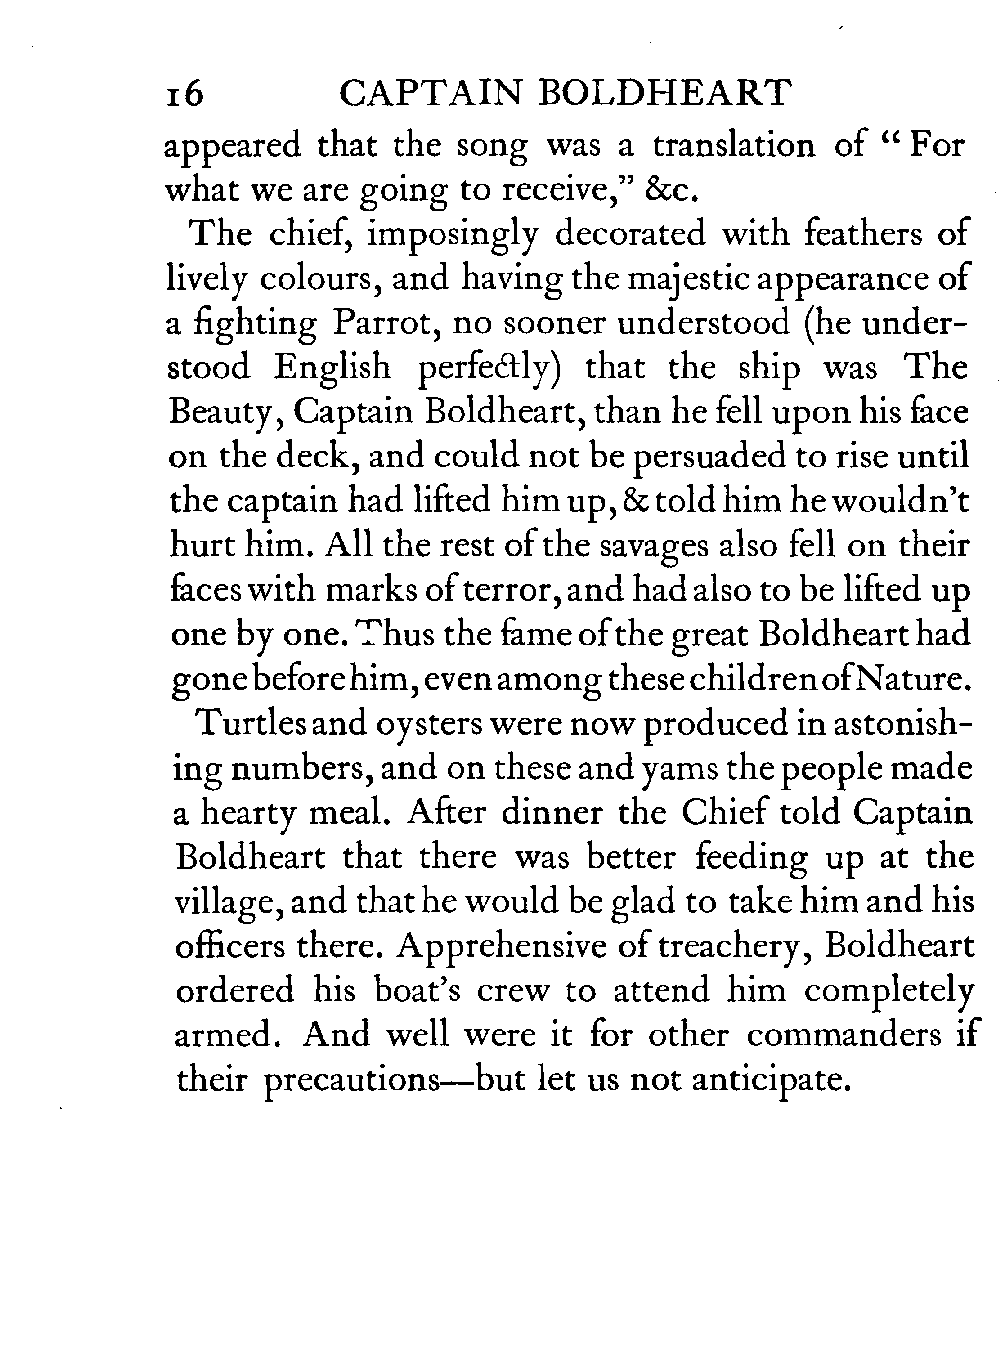 16 CAPTAIN BOLDHEART
appeared that the song was a translation of “ For
what we are going to receive,” &c.
The chief, imposingly decorated with feathers of
lively colours, and having the majestic appearance of
a fighting Parrot, no sooner understood (he under-
stood English perfectly) that the ship was The
Beauty, Captain Boldheart, than he fell upon his face
on the deck, and could not be persuaded to rise until
the captain had lifted him up, & told him he wouldn’t
hurt him. All the rest of the savages also fell on their
faces with marks of terror, and had also to be lifted up
one by one. Thus the fame of the great Boldheart had
gone before him, even among these children of Nature.
Turtles and oysters were now produced in astonish-
ing numbers, and on these and yams the people made
a hearty meal. After dinner the Chief told Captain
Boldheart that there was better feeding up at the
village, and that he would be glad to take him and his
officers there. Apprehensive of treachery, Boldheart
ordered his boat’s crew to attend him completely
armed. And well were it for other commanders if
their precautions—but let us not anticipate.